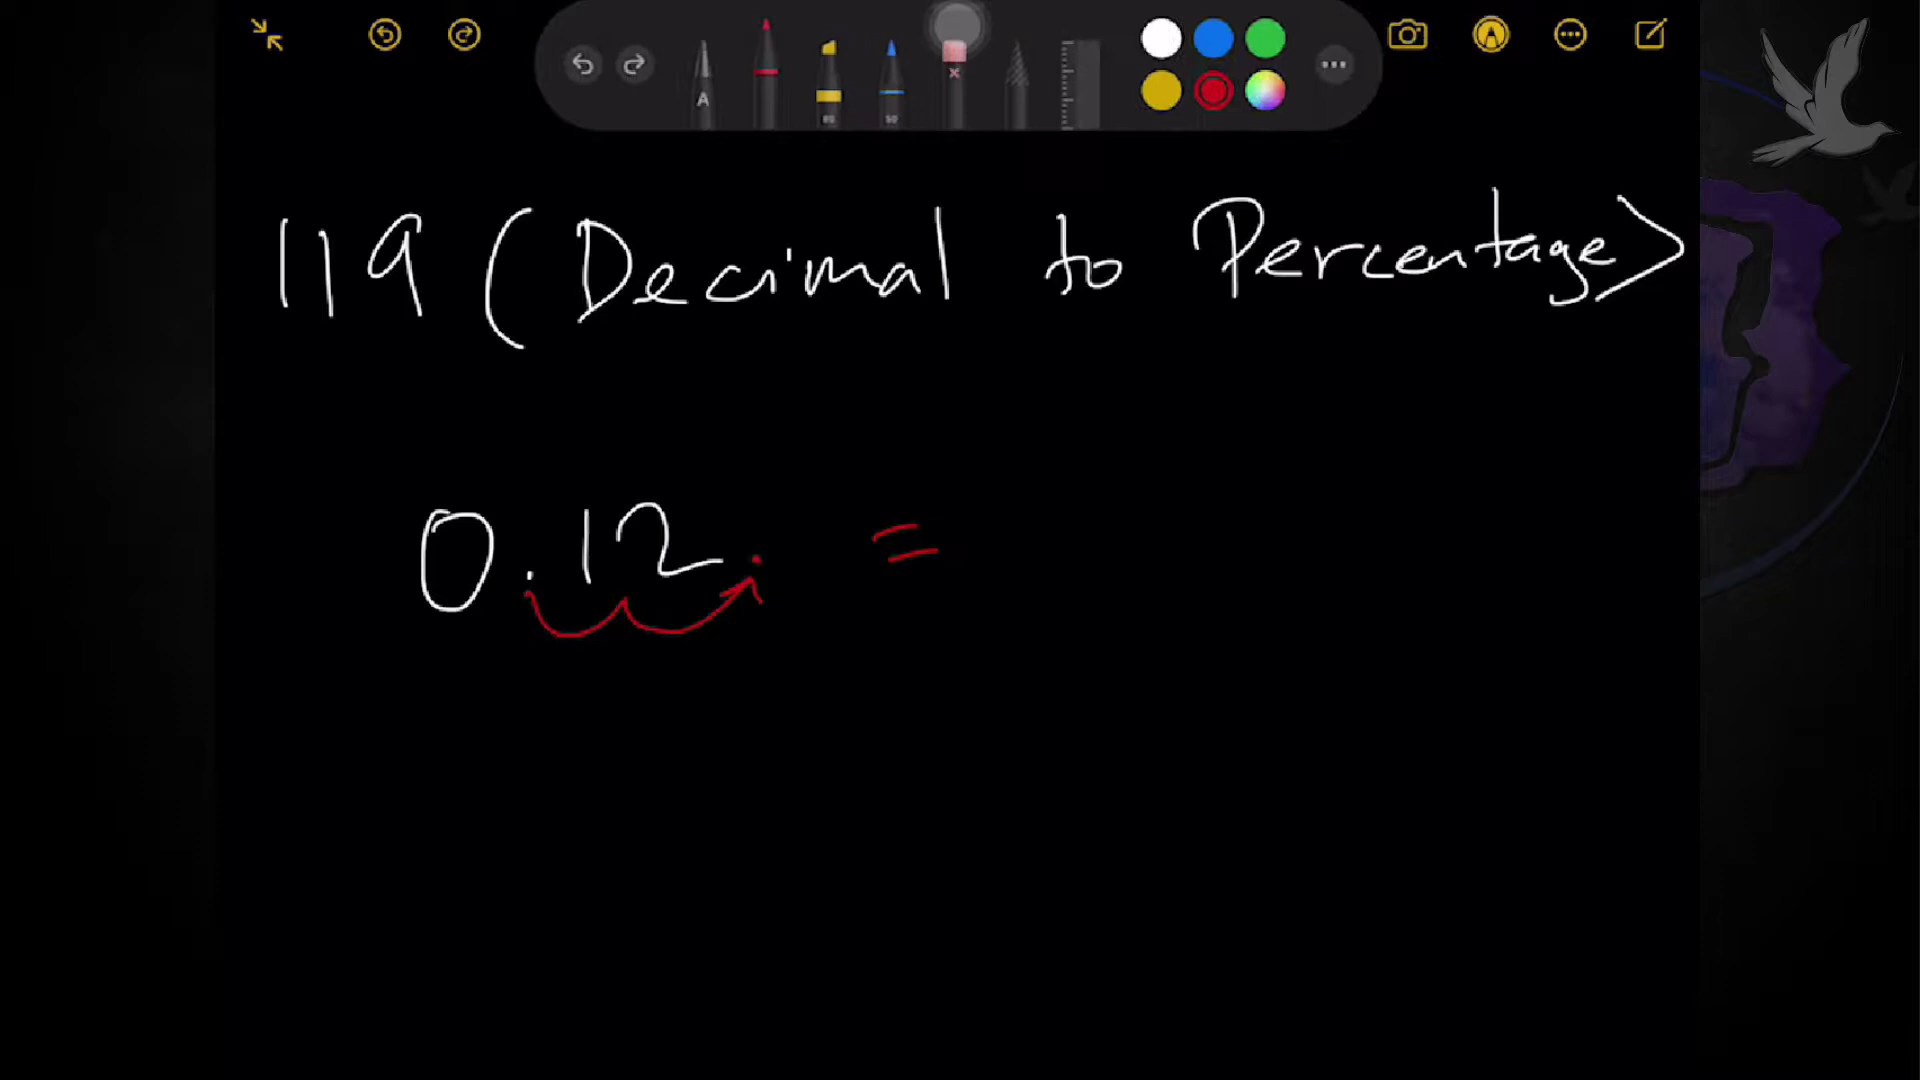 119 (Decimal to Percentage)
0.12. =